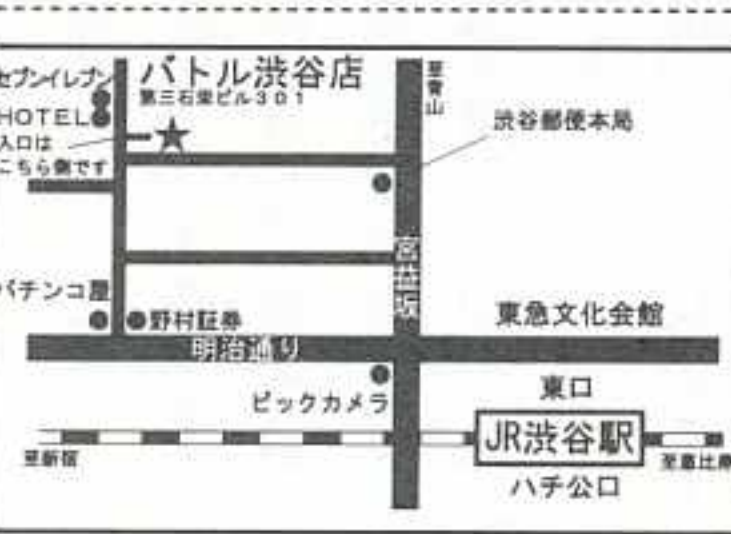 セブンイレブン
バトル渋谷店
第三石栄ビル301
HOTEL
入口は
こちら側です
至青山
渋谷郵便本局
宮益坂
パチンコ屋
野村証券
明治通り
東急文化会館
ビックカメラ
東口
JR渋谷駅
ハチ公口
至新宿
至恵比寿